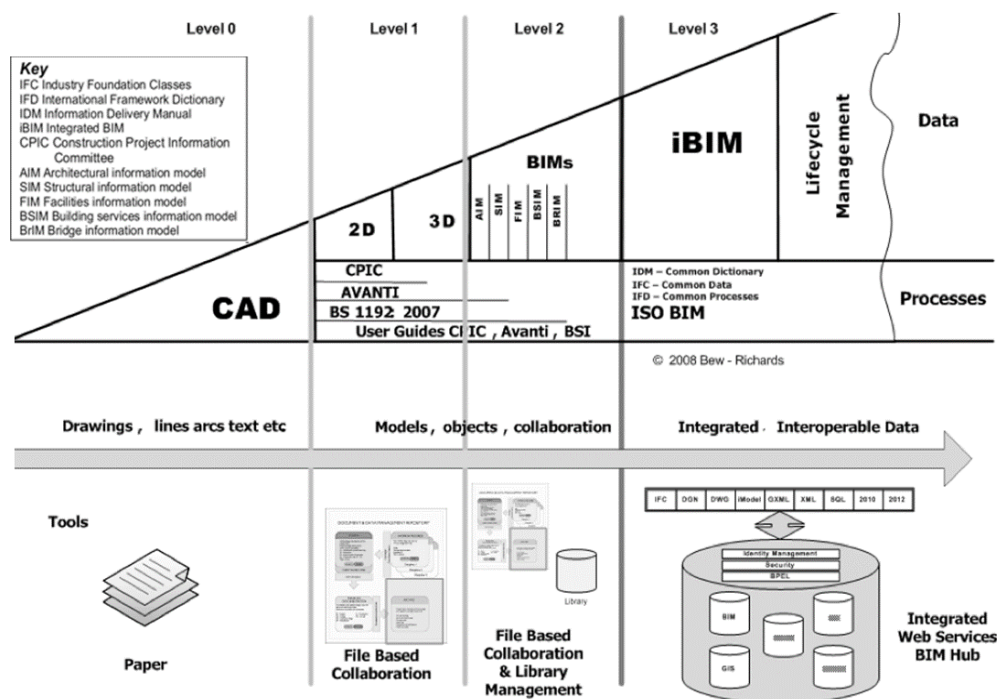 Level 0
Level 1
Level 2
Level 3
Key
IFC Industry Foundation Classes
IFD International Framework Dictionary
IDM Information Delivery Manual
iBIM Integrated BIM
CPIC Construction Project Information
Committee
AIM Architectural information model
SIM Structural information model
FIM Facilities information model
BSIM Building services information model
BrIM Bridge information model
CAD
2D
3D
BIMs
AIM
SIM
FIM
BSIM
BRIM
iBIM
Lifecycle
Management
Data
CPIC
AVANTI
BS 1192: 2007
User Guides CPIC , Avanti , BSI
IDM – Common Dictionary
IFC – Common Data
IFD – Common Processes
ISO BIM
Processes
© 2008 Bew - Richards
Drawings , lines arcs text etc
Models , objects , collaboration
Integrated . Interoperable Data
Tools
Paper
DOCUMENT & DATA MANAGEMENT REPOSITORY
File Based
Collaboration
Library
File Based
Collaboration
& Library
Management
IFC DGN DWG iModel GXML XML SQL 2010 2012
Identity Management
Security
BPEL
BIM
GIS
Integrated
Web Services
BIM Hub